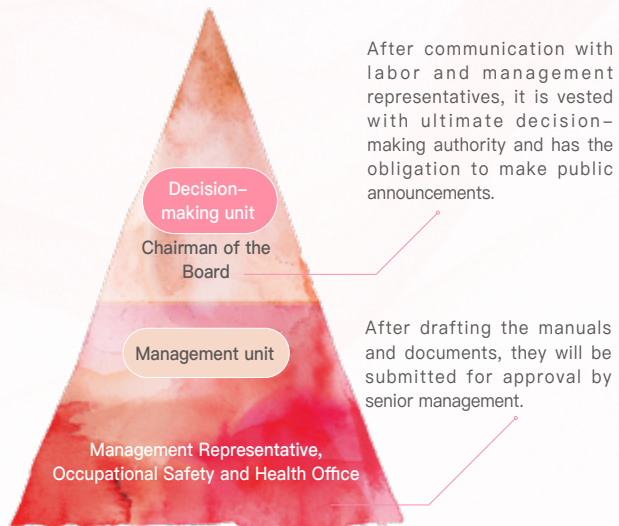 After communication with
labor and management
representatives, it is vested
with ultimate decision-
making authority and has the
obligation to make public
announcements.
Decision-
making unit
Chairman of the
Board
After drafting the manuals
and documents, they will be
submitted for approval by
senior management.
Management unit
Management Representative,
Occupational Safety and Health Office